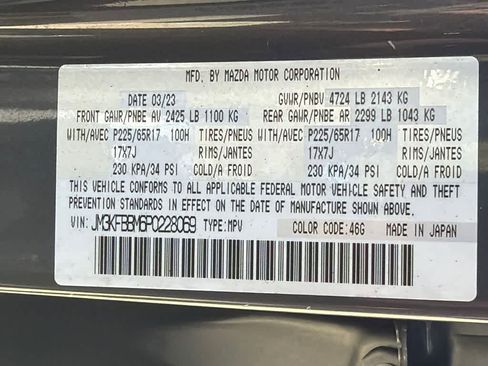 MFD. BY MAZDA MOTOR CORPORATION
DATE 03/23 GVWR/PNBV 4724 LB 2143 KG
FRONT GAWR/PNBE AV 2425 LB 1100 KG REAR GAWR/PNBE AR 2299 LB 1043 KG
WITH/AVEC P225/65R17 100H TIRES/PNEUS WITH/AVEC P225/65R17 100H TIRES/PNEUS
17X7J RIMS/JANTES 17X7J RIMS/JANTES
230 KPA/34 PSI COLD/A FROID 230 KPA/34 PSI COLD/A FROID
THIS VEHICLE CONFORMS TO ALL APPLICABLE FEDERAL MOTOR VEHICLE SAFETY AND THEFT
PREVENTION STANDARDS IN EFFECT ON THE DATE OF MANUFACTURE SHOWN ABOVE.
VIN: JM3KFBBM6P0228069 TYPE:MPV COLOR CODE:46G MADE IN JAPAN